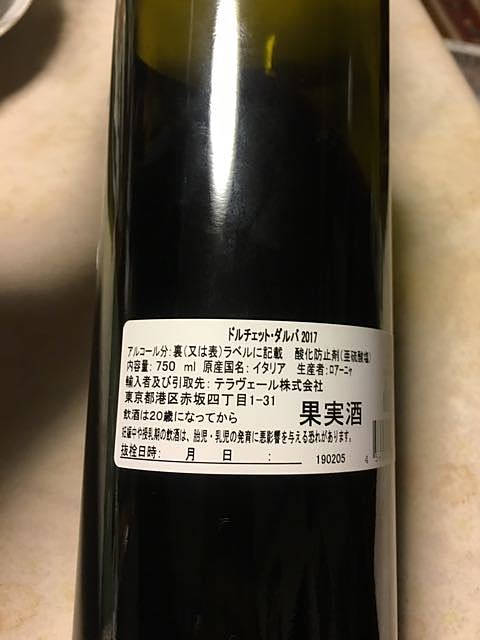 ドルチェット・ダルバ 2017
アルコール分:裏(又は表)ラベルに記載 酸化防止剤(亜硫酸塩)
内容量: 750 ml 原産国名: イタリア 生産者: ロアーニャ
輸入者及び引取先: テラヴェール株式会社
東京都港区赤坂四丁目1-31
飲酒は20歳になってから 果実酒
妊娠中や授乳期の飲酒は、胎児・乳児の発育に悪影響を与える恐れがあります。
抜栓日時: 月 日 : 190205 4